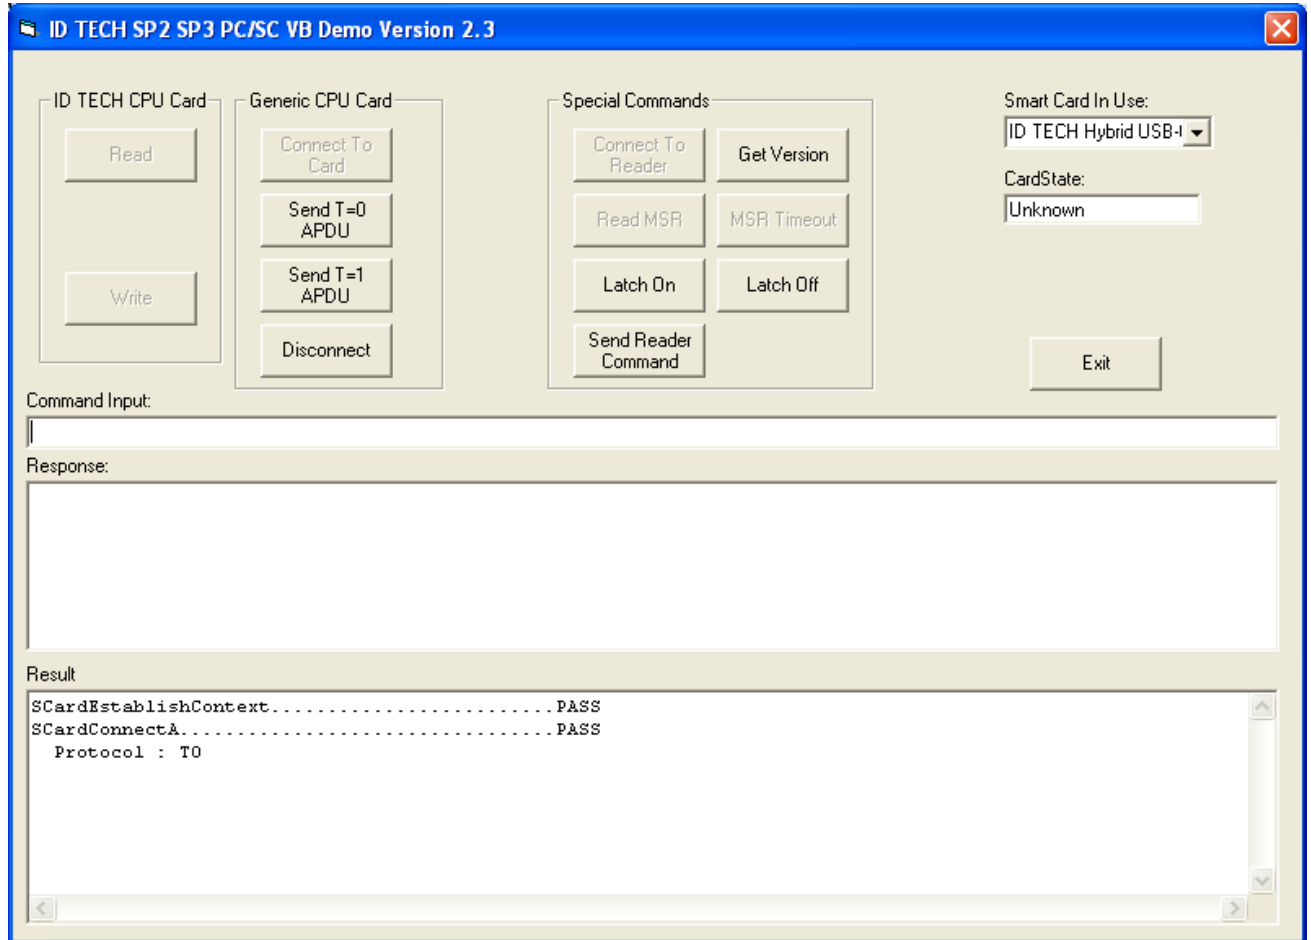 ID TECH SP2 SP3 PC/SC VB Demo Version 2.3
ID TECH CPU Card
Read
Write
Generic CPU Card
Connect To
Card
Send T=0
APDU
Send T=1
APDU
Disconnect
Special Commands
Connect To
Reader
Get Version
Read MSR
MSR Timeout
Latch On
Latch Off
Send Reader
Command
Smart Card In Use:
ID TECH Hybrid USB-
CardState:
Unknown
Exit
Command Input:
Response:
Result
SCardEstablishContext.........................PASS
SCardConnectA.................................PASS
Protocol : T0